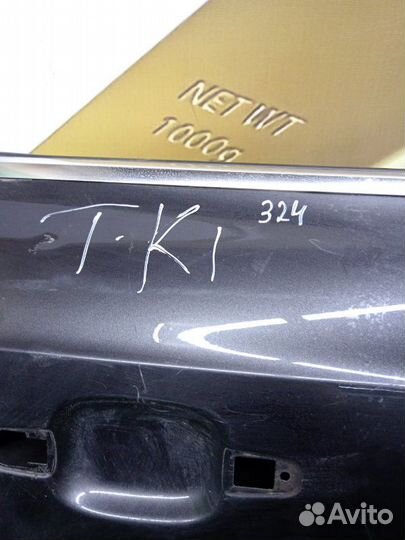 NET WT
1000g
T-K1
324
Avito